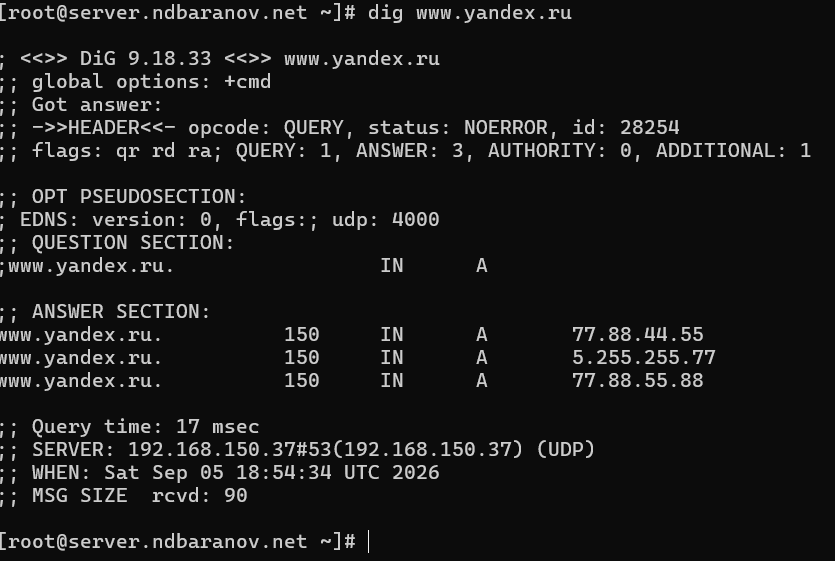 [root@server.ndbaranov.net ~]# dig www.yandex.ru
; <<>> DiG 9.18.33 <<>> www.yandex.ru
;; global options: +cmd
;; Got answer:
;; ->>HEADER<<- opcode: QUERY, status: NOERROR, id: 28254
;; flags: qr rd ra; QUERY: 1, ANSWER: 3, AUTHORITY: 0, ADDITIONAL: 1
;; OPT PSEUDOSECTION:
; EDNS: version: 0, flags:; udp: 4000
;; QUESTION SECTION:
;www.yandex.ru. IN A
;; ANSWER SECTION:
www.yandex.ru. 150 IN A 77.88.44.55
www.yandex.ru. 150 IN A 5.255.255.77
www.yandex.ru. 150 IN A 77.88.55.88
;; Query time: 17 msec
;; SERVER: 192.168.150.37#53(192.168.150.37) (UDP)
;; WHEN: Sat Sep 05 18:54:34 UTC 2026
;; MSG SIZE rcvd: 90
[root@server.ndbaranov.net ~]#